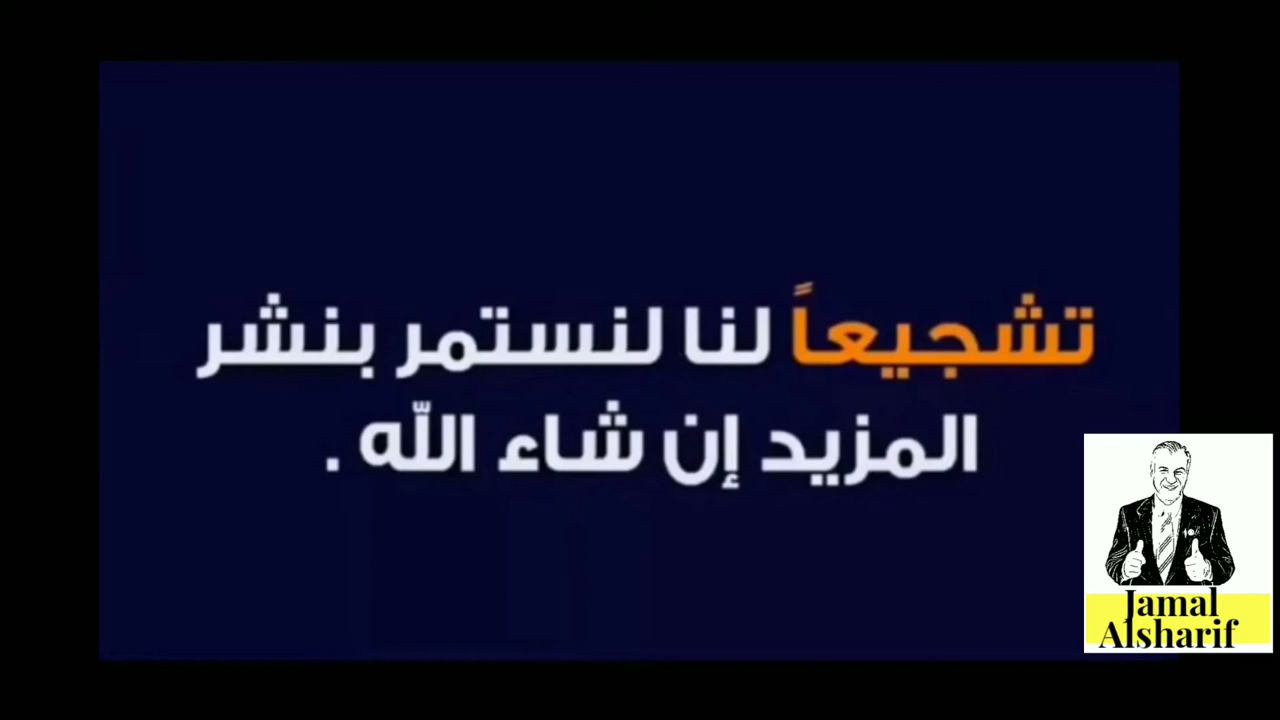 تشجيعاً لنا لنستمر بنشر
المزيد إن شاء الله .
Jamal
Alsharif